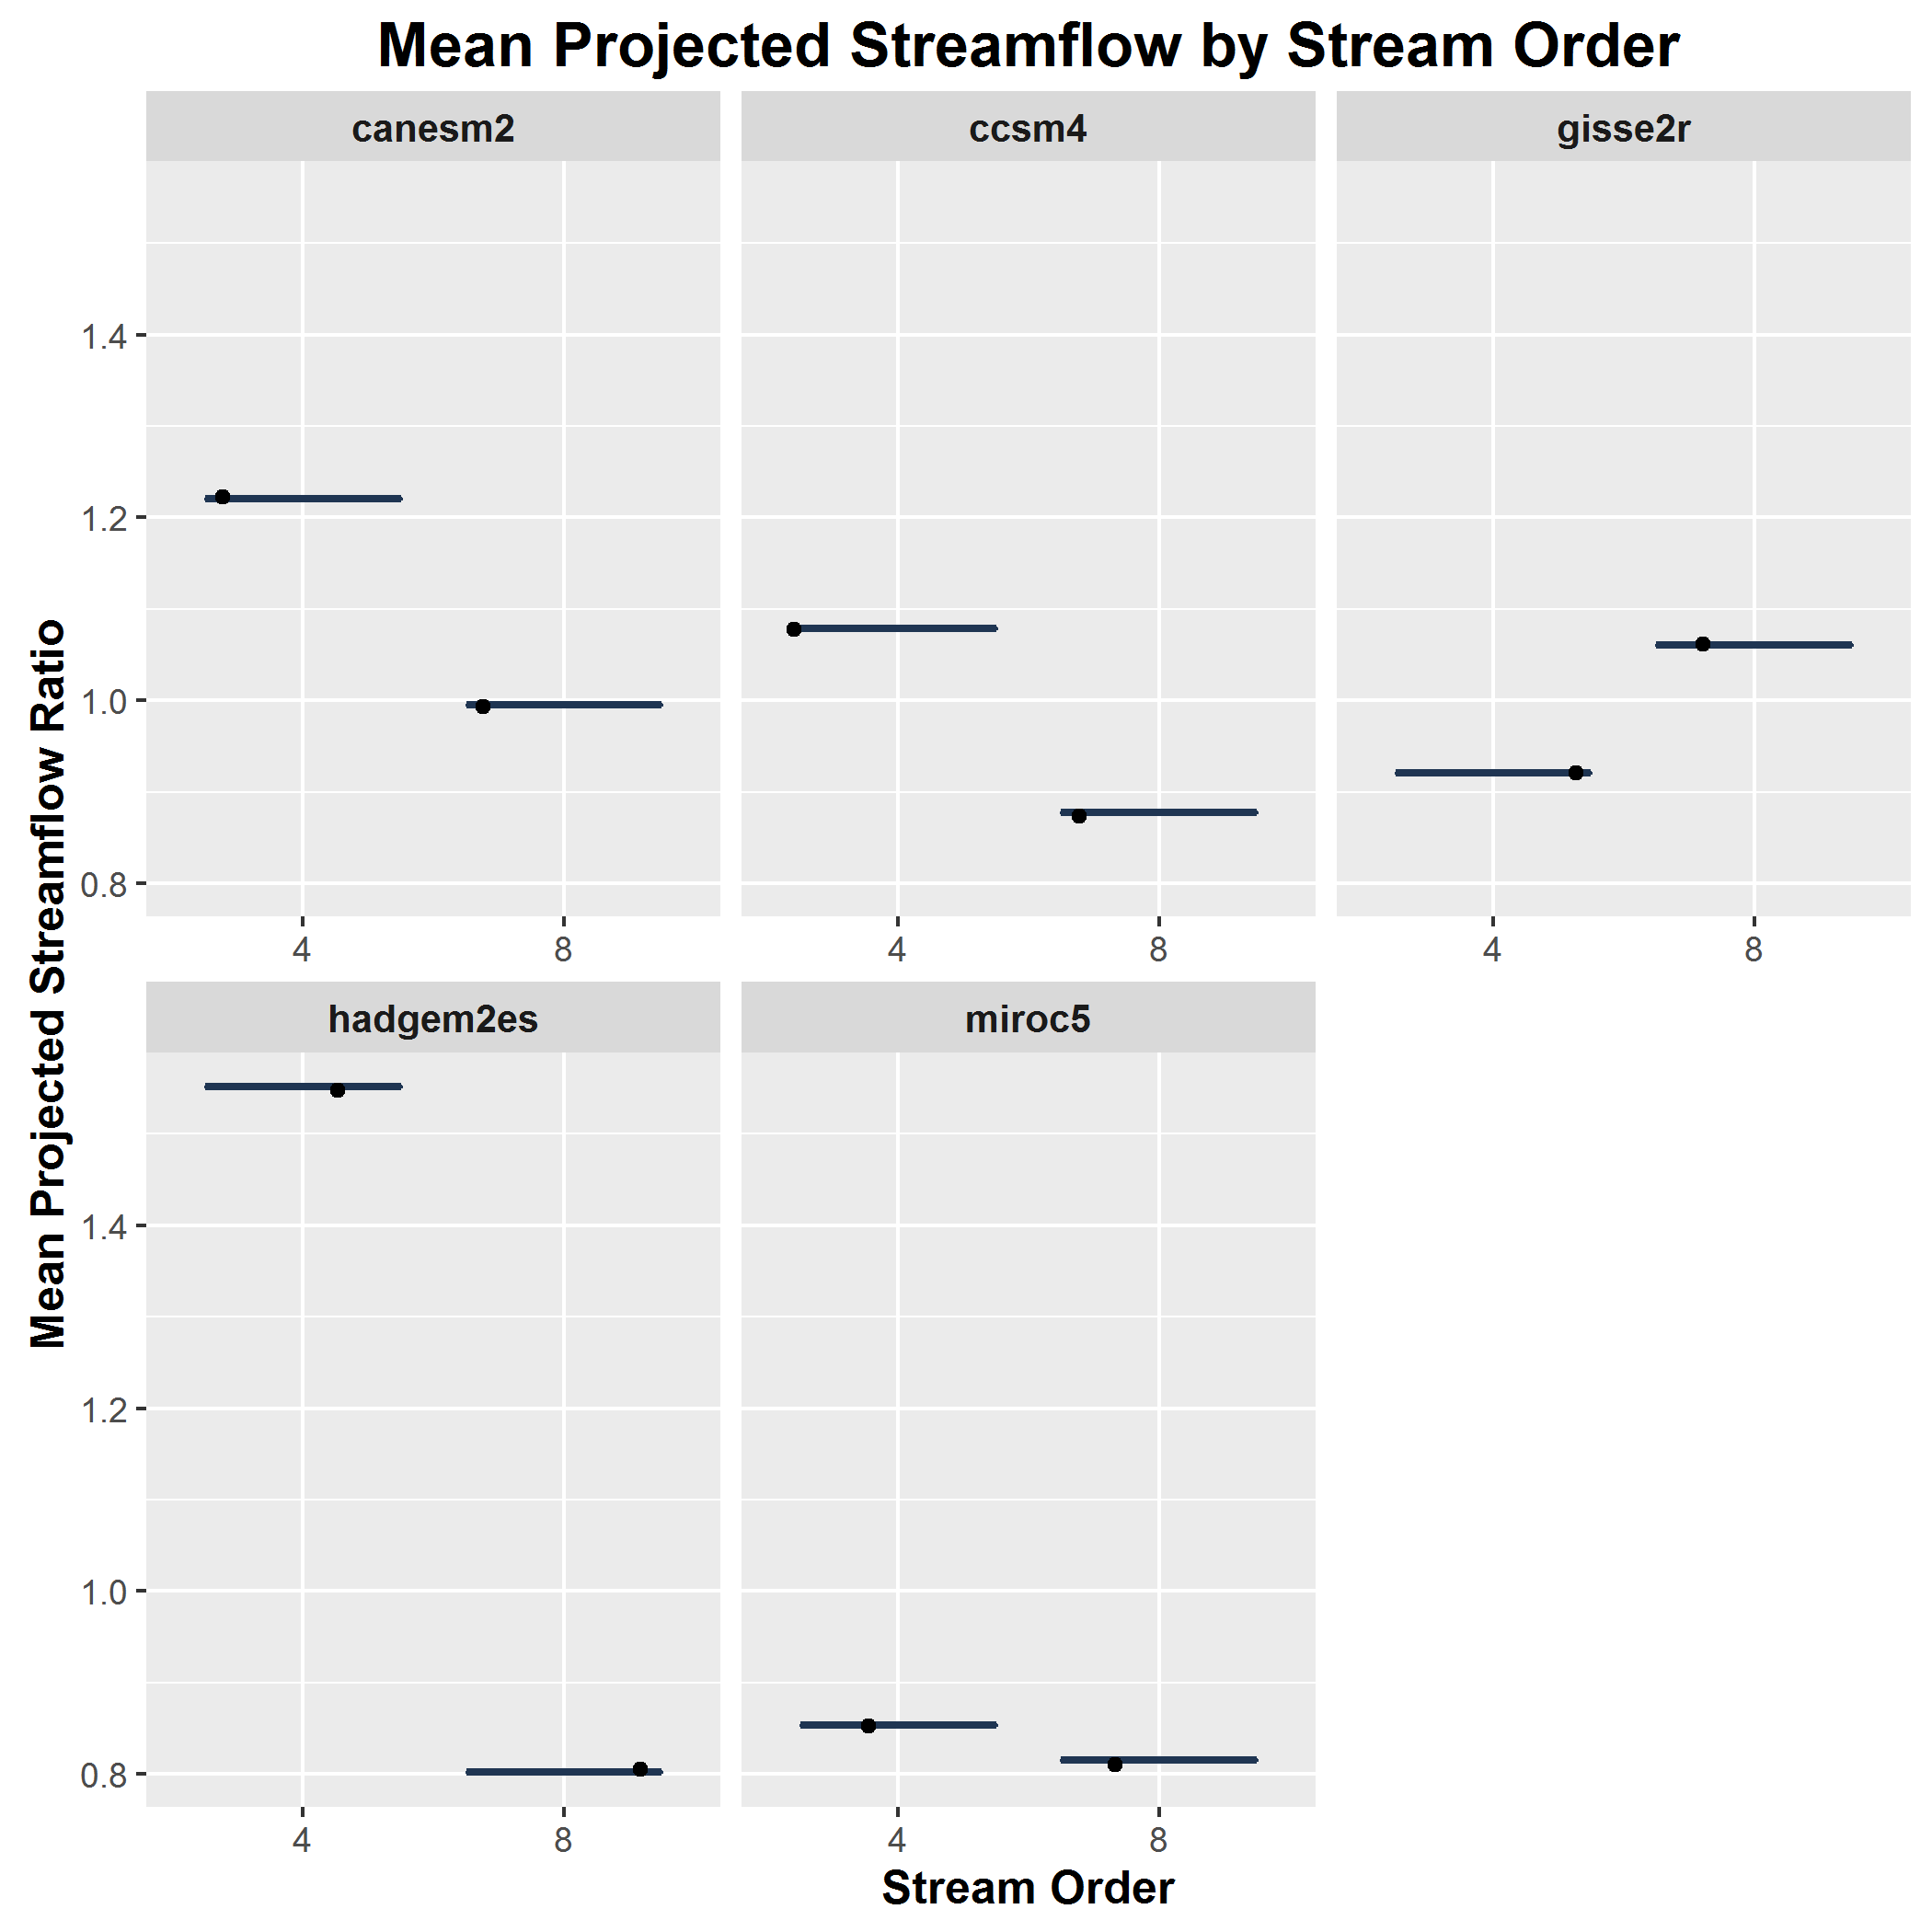 Mean Projected Streamflow by Stream Order
canesm2 ccsm4 gisse2r
1.4
1.2
1.0
0.8
4 8 4 8 4 8
Mean Projected Streamflow Ratio
hadgem2es miroc5
1.4
1.2
1.0
0.8
4 8 4 8
Stream Order